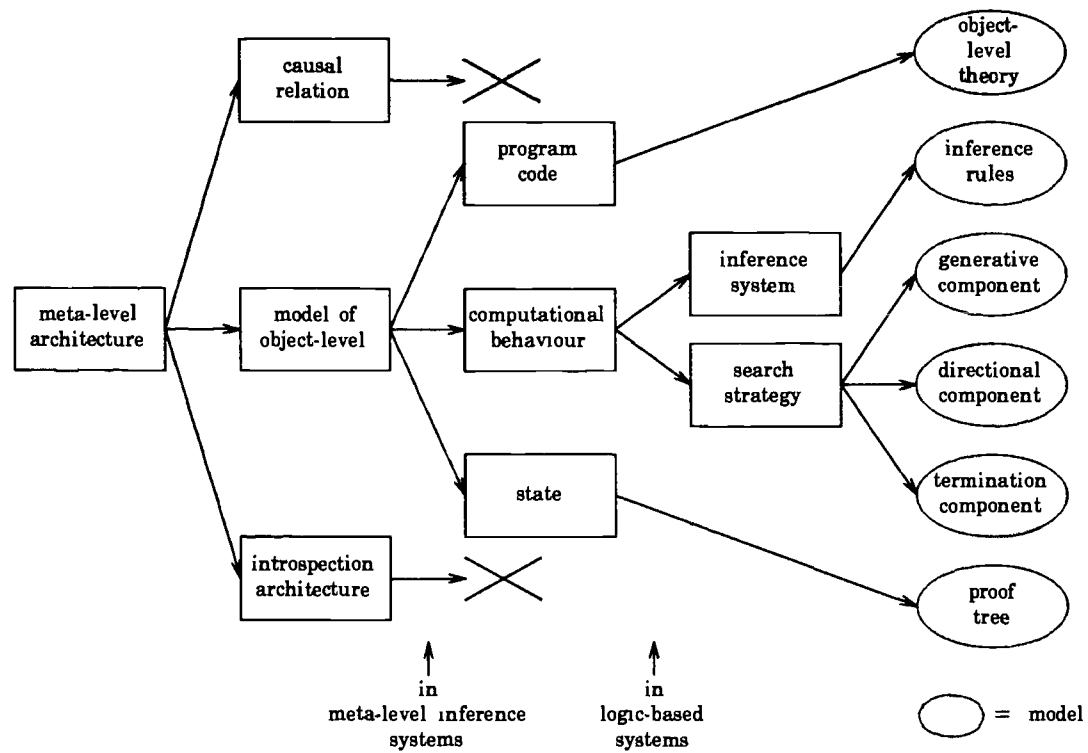 causal
relation
object-
level
theory
program
code
inference
rules
meta-level
architecture
model of
object-level
computational
behaviour
inference
system
generative
component
search
strategy
directional
component
state
termination
component
introspection
architecture
proof
tree
in
meta-level inference
systems
in
logic-based
systems
= model